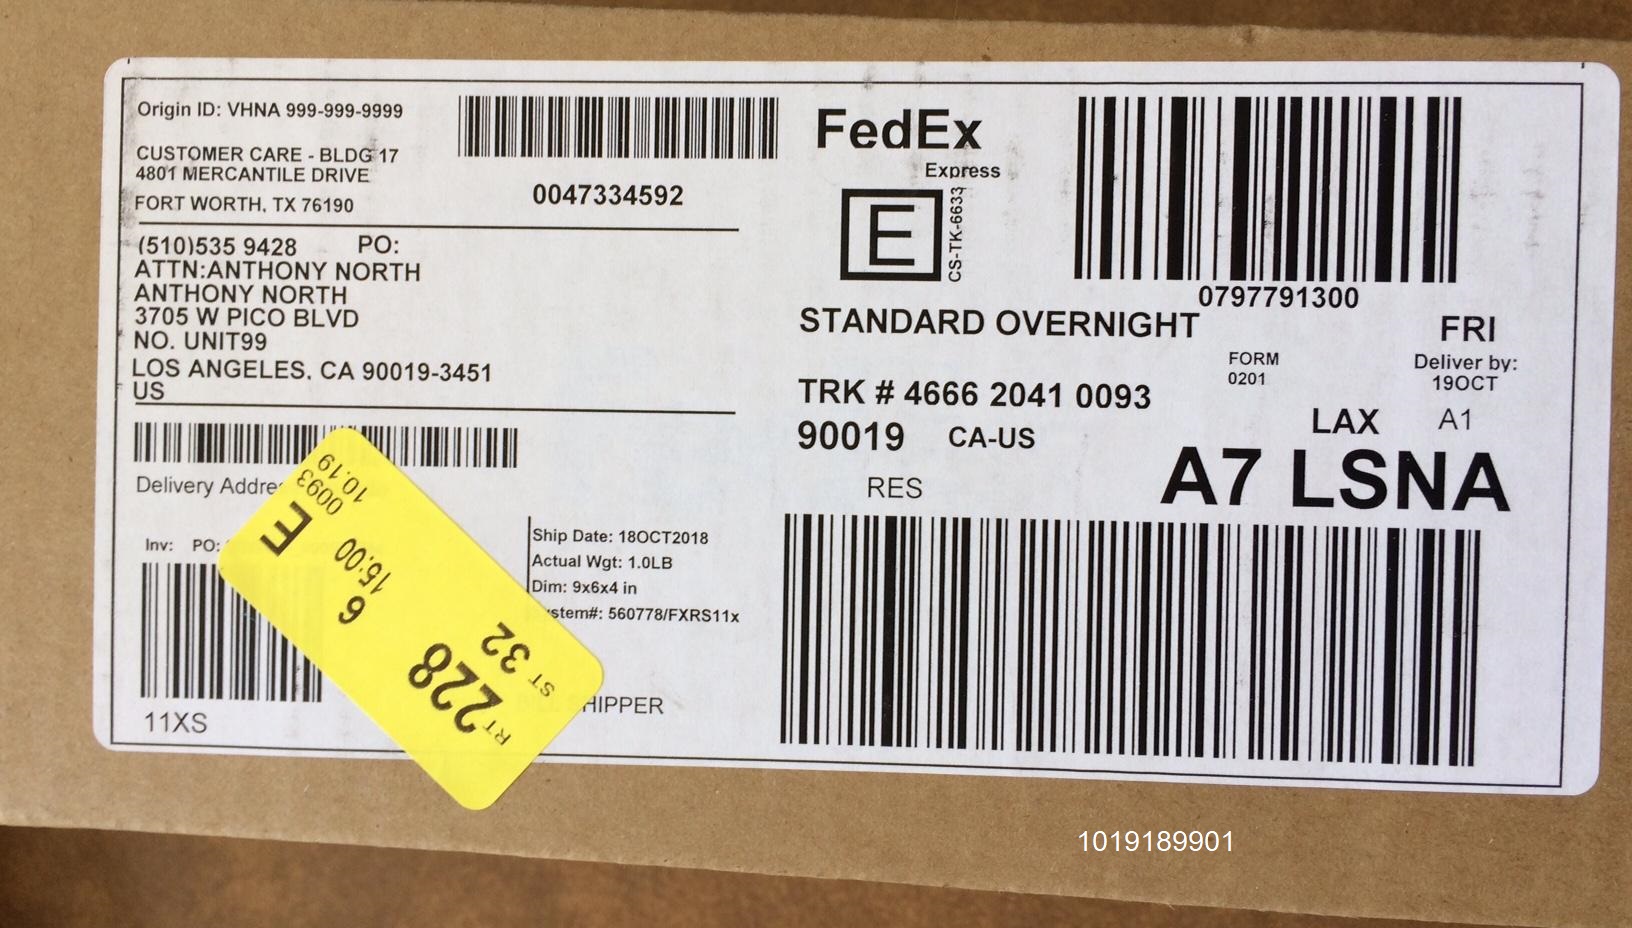 Origin ID: VHNA 999-999-9999
CUSTOMER CARE - BLDG 17
4801 MERCANTILE DRIVE
FORT WORTH, TX 76190
0047334592
(510)535 9428 PO:
ATTN:ANTHONY NORTH
ANTHONY NORTH
3705 W PICO BLVD
NO. UNIT99
LOS ANGELES, CA 90019-3451
US
Delivery
Inv: PO:
11XS
Ship Date: 18OCT2018
Actual Wgt: 1.0LB
Dim: 9x6x4 in
560778/FXRS11x
BILL SHIPPER
RT 228
ST 32
6 15:00
E 0093
10.19
FedEx
Express
E
CS-TK-6633
0797791300
STANDARD OVERNIGHT
FRI
FORM
0201
Deliver by:
19OCT
TRK # 4666 2041 0093
LAX A1
90019 CA-US
A7 LSNA
RES
1019189901